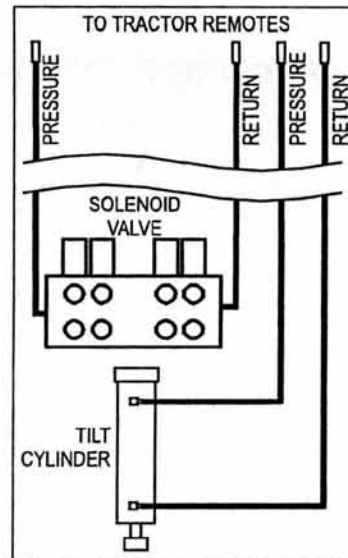 TO TRACTOR REMOTES
PRESSURE
RETURN
PRESSURE
RETURN
SOLENOID
VALVE
TILT
CYLINDER